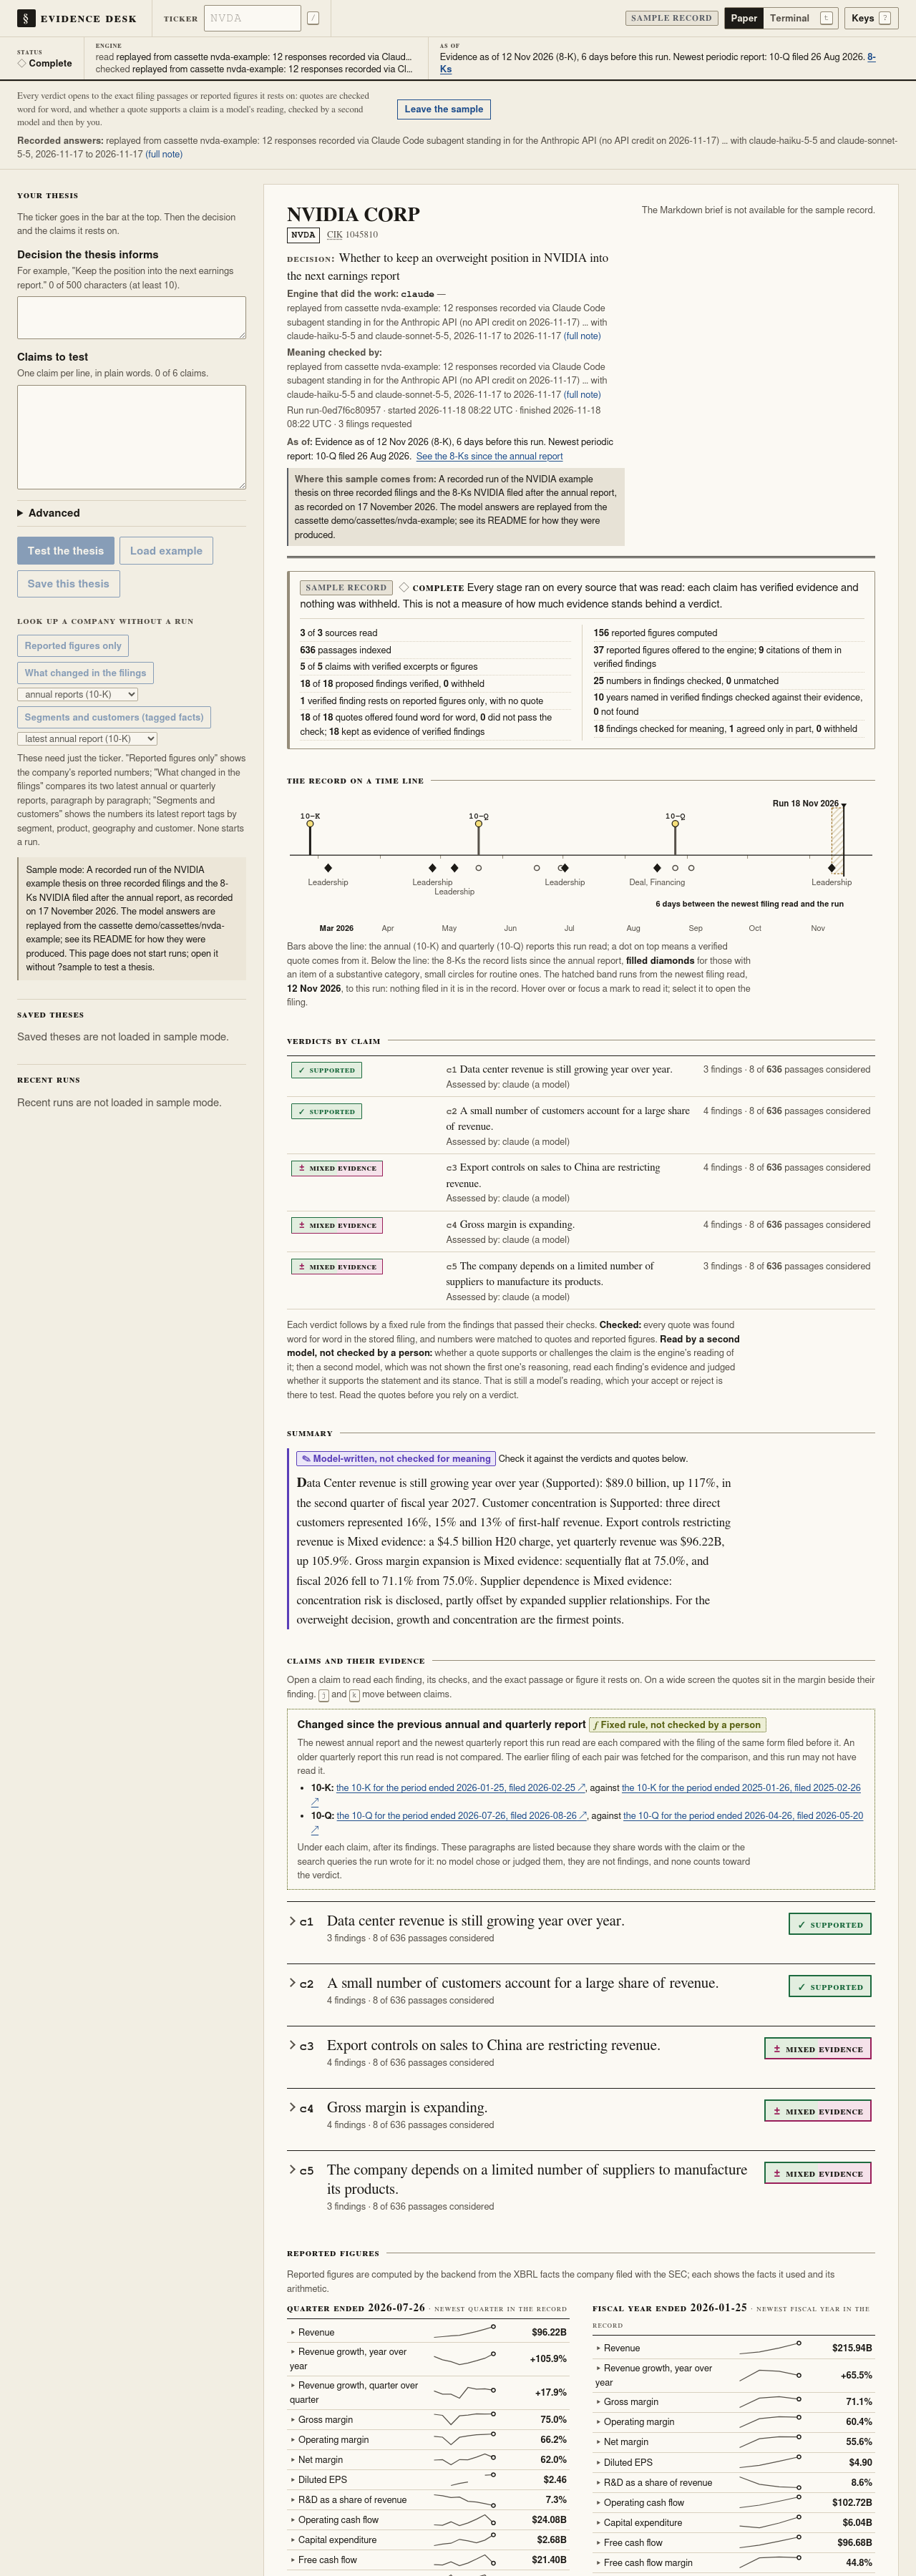 § EVIDENCE DESK
TICKER NVDA /
SAMPLE RECORD Paper Terminal t Keys ?
STATUS
◇ Complete
ENGINE
read replayed from cassette nvda-example: 12 responses recorded via Claud...
checked replayed from cassette nvda-example: 12 responses recorded via Cl...
AS OF
Evidence as of 12 Nov 2026 (8-K), 6 days before this run. Newest periodic report: 10-Q filed 26 Aug 2026. 8-
Ks
Every verdict opens to the exact filing passages or reported figures it rests on: quotes are checked
word for word, and whether a quote supports a claim is a model's reading, checked by a second
model and then by you.
Leave the sample
Recorded answers: replayed from cassette nvda-example: 12 responses recorded via Claude Code subagent standing in for the Anthropic API (no API credit on 2026-11-17) ... with claude-haiku-5-5 and claude-sonnet-
5-5, 2026-11-17 to 2026-11-17 (full note)
YOUR THESIS
The ticker goes in the bar at the top. Then the decision
and the claims it rests on.
Decision the thesis informs
For example, "Keep the position into the next earnings
report." 0 of 500 characters (at least 10).
Claims to test
One claim per line, in plain words. 0 of 6 claims.
▶ Advanced
Test the thesis
Load example
Save this thesis
LOOK UP A COMPANY WITHOUT A RUN
Reported figures only
What changed in the filings
annual reports (10-K)
Segments and customers (tagged facts)
latest annual report (10-K)
These need just the ticker. "Reported figures only" shows
the company's reported numbers; "What changed in the
filings" compares its two latest annual or quarterly
reports, paragraph by paragraph; "Segments and
customers" shows the numbers its latest report tags by
segment, product, geography and customer. None starts
a run.
Sample mode: A recorded run of the NVIDIA
example thesis on three recorded filings and the 8-
Ks NVIDIA filed after the annual report, as recorded
on 17 November 2026. The model answers are
replayed from the cassette demo/cassettes/nvda-
example; see its README for how they were
produced. This page does not start runs; open it
without ?sample to test a thesis.
SAVED THESES
Saved theses are not loaded in sample mode.
RECENT RUNS
Recent runs are not loaded in sample mode.
NVIDIA CORP
NVDA CIK 1045810
The Markdown brief is not available for the sample record.
DECISION: Whether to keep an overweight position in NVIDIA into
the next earnings report
Engine that did the work: claude —
replayed from cassette nvda-example: 12 responses recorded via Claude Code
subagent standing in for the Anthropic API (no API credit on 2026-11-17) ... with
claude-haiku-5-5 and claude-sonnet-5-5, 2026-11-17 to 2026-11-17 (full note)
Meaning checked by:
replayed from cassette nvda-example: 12 responses recorded via Claude Code
subagent standing in for the Anthropic API (no API credit on 2026-11-17) ... with
claude-haiku-5-5 and claude-sonnet-5-5, 2026-11-17 to 2026-11-17 (full note)
Run run-0ed7f6c80957 · started 2026-11-18 08:22 UTC · finished 2026-11-18
08:22 UTC · 3 filings requested
As of: Evidence as of 12 Nov 2026 (8-K), 6 days before this run. Newest periodic
report: 10-Q filed 26 Aug 2026. See the 8-Ks since the annual report
Where this sample comes from: A recorded run of the NVIDIA example
thesis on three recorded filings and the 8-Ks NVIDIA filed after the annual report,
as recorded on 17 November 2026. The model answers are replayed from the
cassette demo/cassettes/nvda-example; see its README for how they were
produced.
SAMPLE RECORD ◇ COMPLETE Every stage ran on every source that was read: each claim has verified evidence and
nothing was withheld. This is not a measure of how much evidence stands behind a verdict.
3 of 3 sources read
636 passages indexed
5 of 5 claims with verified excerpts or figures
18 of 18 proposed findings verified, 0 withheld
1 verified finding rests on reported figures only, with no quote
18 of 18 quotes offered found word for word, 0 did not pass the
check; 18 kept as evidence of verified findings
156 reported figures computed
37 reported figures offered to the engine; 9 citations of them in
verified findings
25 numbers in findings checked, 0 unmatched
10 years named in verified findings checked against their evidence,
0 not found
18 findings checked for meaning, 1 agreed only in part, 0 withheld
THE RECORD ON A TIME LINE
Run 18 Nov 2026
10-K 10-Q 10-Q
Leadership Leadership Leadership Deal, Financing Leadership
Leadership
6 days between the newest filing read and the run
Mar 2026 Apr May Jun Jul Aug Sep Oct Nov
Bars above the line: the annual (10-K) and quarterly (10-Q) reports this run read; a dot on top means a verified
quote comes from it. Below the line: the 8-Ks the record lists since the annual report, filled diamonds for those with
an item of a substantive category, small circles for routine ones. The hatched band runs from the newest filing read,
12 Nov 2026, to this run: nothing filed in it is in the record. Hover over or focus a mark to read it; select it to open the
filing.
VERDICTS BY CLAIM
✓ SUPPORTED
c1 Data center revenue is still growing year over year.
Assessed by: claude (a model)
3 findings · 8 of 636 passages considered
✓ SUPPORTED
c2 A small number of customers account for a large share
of revenue.
Assessed by: claude (a model)
4 findings · 8 of 636 passages considered
± MIXED EVIDENCE
c3 Export controls on sales to China are restricting
revenue.
Assessed by: claude (a model)
4 findings · 8 of 636 passages considered
± MIXED EVIDENCE
c4 Gross margin is expanding.
Assessed by: claude (a model)
4 findings · 8 of 636 passages considered
± MIXED EVIDENCE
c5 The company depends on a limited number of
suppliers to manufacture its products.
Assessed by: claude (a model)
3 findings · 8 of 636 passages considered
Each verdict follows by a fixed rule from the findings that passed their checks. Checked: every quote was found
word for word in the stored filing, and numbers were matched to quotes and reported figures. Read by a second
model, not checked by a person: whether a quote supports or challenges the claim is the engine's reading of
it; then a second model, which was not shown the first one's reasoning, read each finding's evidence and judged
whether it supports the statement and its stance. That is still a model's reading, which your accept or reject is
there to test. Read the quotes before you rely on a verdict.
SUMMARY
✎ Model-written, not checked for meaning Check it against the verdicts and quotes below.
Data Center revenue is still growing year over year (Supported): $89.0 billion, up 117%, in
the second quarter of fiscal year 2027. Customer concentration is Supported: three direct
customers represented 16%, 15% and 13% of first-half revenue. Export controls restricting
revenue is Mixed evidence: a $4.5 billion H20 charge, yet quarterly revenue was $96.22B,
up 105.9%. Gross margin expansion is Mixed evidence: sequentially flat at 75.0%, and
fiscal 2026 fell to 71.1% from 75.0%. Supplier dependence is Mixed evidence:
concentration risk is disclosed, partly offset by expanded supplier relationships. For the
overweight decision, growth and concentration are the firmest points.
CLAIMS AND THEIR EVIDENCE
Open a claim to read each finding, its checks, and the exact passage or figure it rests on. On a wide screen the quotes sit in the margin beside their
finding. j and k move between claims.
Changed since the previous annual and quarterly report ƒ Fixed rule, not checked by a person
The newest annual report and the newest quarterly report this run read are each compared with the filing of the same form filed before it. An
older quarterly report this run read is not compared. The earlier filing of each pair was fetched for the comparison, and this run may not have
read it.
• 10-K: the 10-K for the period ended 2026-01-25, filed 2026-02-25 ↗, against the 10-K for the period ended 2025-01-26, filed 2025-02-26
↗
• 10-Q: the 10-Q for the period ended 2026-07-26, filed 2026-08-26 ↗, against the 10-Q for the period ended 2026-04-26, filed 2026-05-20
↗
Under each claim, after its findings. These paragraphs are listed because they share words with the claim or the
search queries the run wrote for it: no model chose or judged them, they are not findings, and none counts toward
the verdict.
c1 Data center revenue is still growing year over year.
3 findings · 8 of 636 passages considered
✓ SUPPORTED
c2 A small number of customers account for a large share of revenue.
4 findings · 8 of 636 passages considered
✓ SUPPORTED
c3 Export controls on sales to China are restricting revenue.
4 findings · 8 of 636 passages considered
± MIXED EVIDENCE
c4 Gross margin is expanding.
4 findings · 8 of 636 passages considered
± MIXED EVIDENCE
c5 The company depends on a limited number of suppliers to manufacture
its products.
3 findings · 8 of 636 passages considered
± MIXED EVIDENCE
REPORTED FIGURES
Reported figures are computed by the backend from the XBRL facts the company filed with the SEC; each shows the facts it used and its
arithmetic.
QUARTER ENDED 2026-07-26 · NEWEST QUARTER IN THE RECORD
▸ Revenue $96.22B
▸ Revenue growth, year over
year +105.9%
▸ Revenue growth, quarter over
quarter +17.9%
▸ Gross margin 75.0%
▸ Operating margin 66.2%
▸ Net margin 62.0%
▸ Diluted EPS $2.46
▸ R&D as a share of revenue 7.3%
▸ Operating cash flow $24.08B
▸ Capital expenditure $2.68B
▸ Free cash flow $21.40B
FISCAL YEAR ENDED 2026-01-25 · NEWEST FISCAL YEAR IN THE
RECORD
▸ Revenue $215.94B
▸ Revenue growth, year over
year +65.5%
▸ Gross margin 71.1%
▸ Operating margin 60.4%
▸ Net margin 55.6%
▸ Diluted EPS $4.90
▸ R&D as a share of revenue 8.6%
▸ Operating cash flow $102.72B
▸ Capital expenditure $6.04B
▸ Free cash flow $96.68B
▸ Free cash flow margin 44.8%